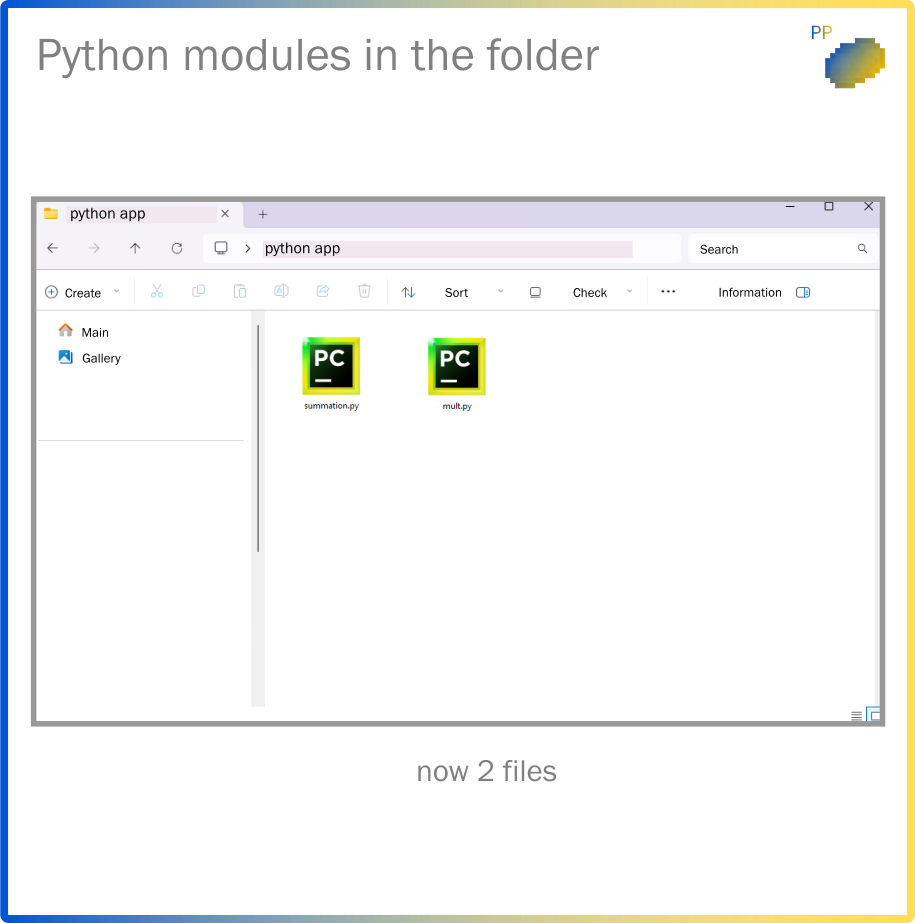 Python modules in the folder
PP
python app
python app
Search
Create
Sort
Check
Information
Main
Gallery
PC
PC
summation.py
mult.py
now 2 files